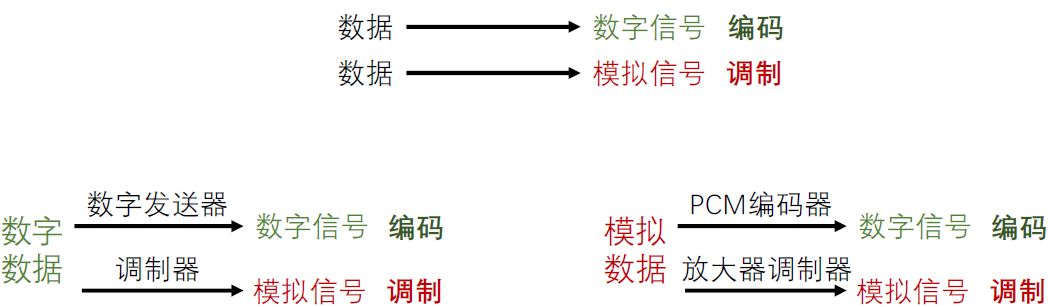 数据 数字信号 编码
数据 模拟信号 调制
数字发送器
数字数据
数字信号 编码
调制器
模拟信号 调制
PCM编码器
模拟数据
数字信号 编码
放大器调制器
模拟信号 调制